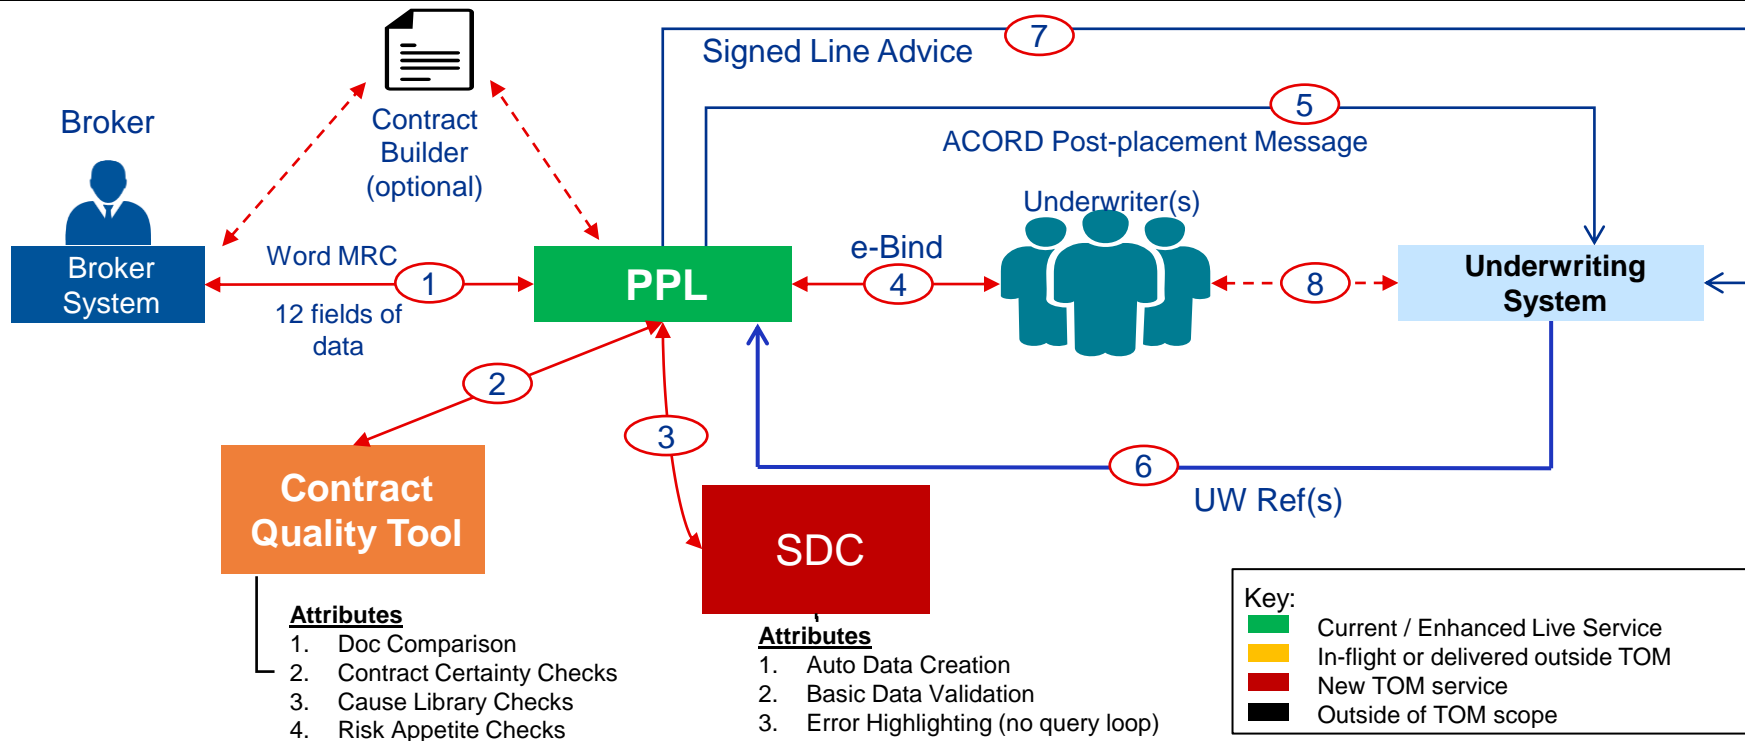 7
Signed Line Advice
5
ACORD Post-placement Message
Broker
Contract
Builder
(optional)
Underwriter(s)
Broker
System
Word MRC
1
12 fields of
data
PPL
e-Bind
4
8
Underwriting
System
2
3
6
UW Ref(s)
Contract
Quality Tool
SDC
Attributes
1. Doc Comparison
2. Contract Certainty Checks
3. Cause Library Checks
4. Risk Appetite Checks
Attributes
1. Auto Data Creation
2. Basic Data Validation
3. Error Highlighting (no query loop)
Key:
Current / Enhanced Live Service
In-flight or delivered outside TOM
New TOM service
Outside of TOM scope